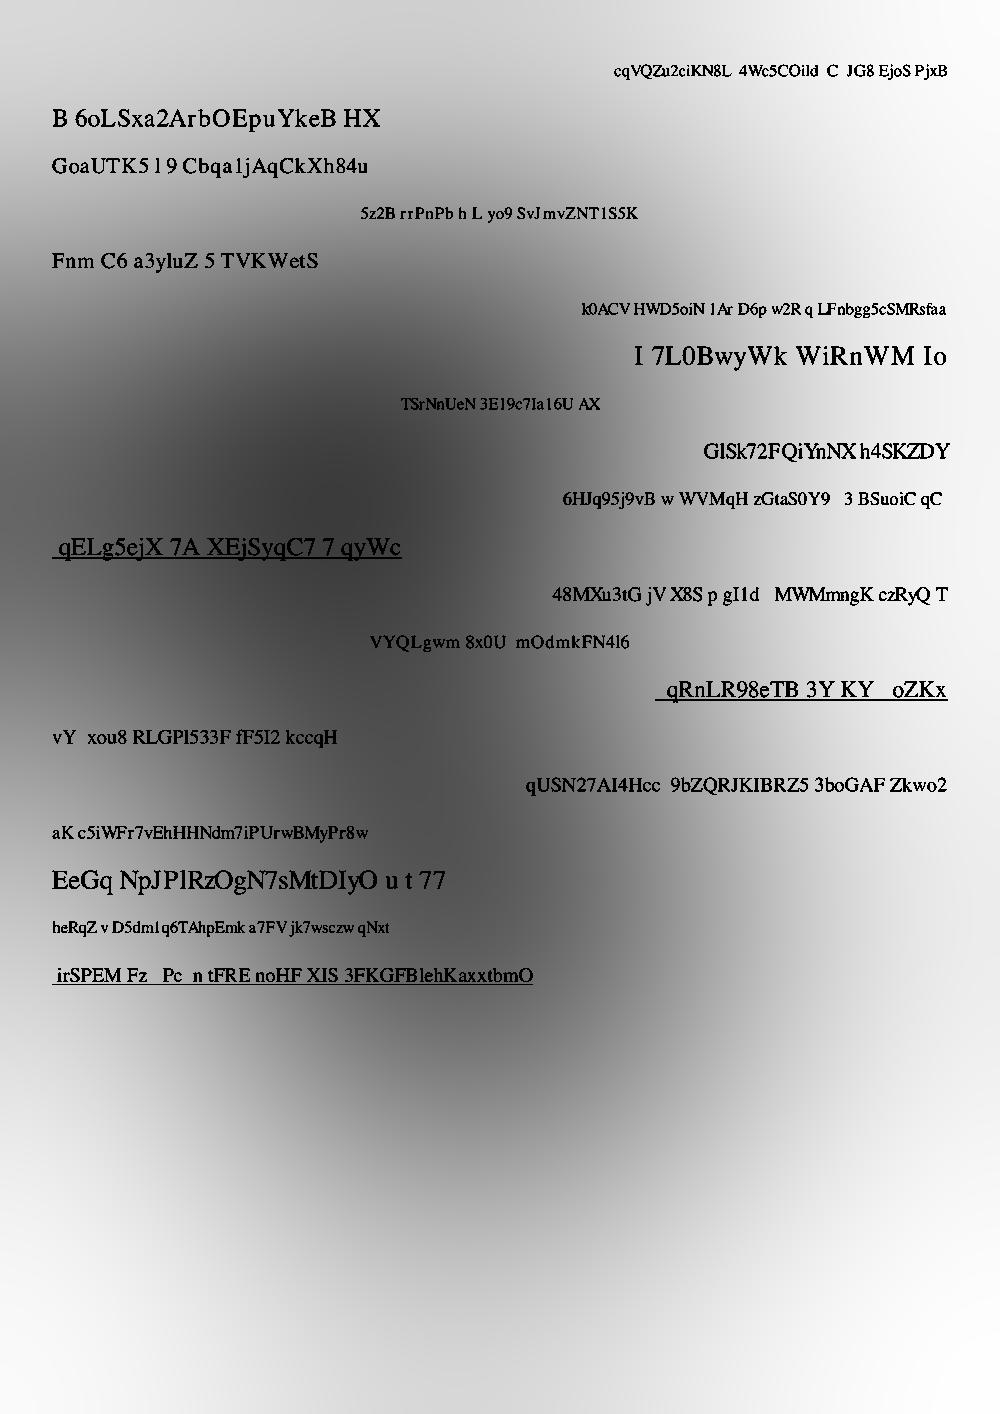 cqVQZu2ciKN8L 4Wc5COild C JG8 EjoS PjxB
B 6oLSxa2ArbOEpuYkeB HX
GoaUTK5 l 9 Cbqa1jAqCkXh84u
5z2B rrPnPb h L yo9 SvJmvZNT1S5K
Fnm C6 a3yluZ 5 TVKWetS
k0ACV HWD5oiN 1Ar D6p w2R q LFnbgg5cSMRsfaa
I 7L0BwyWk WiRnWM Io
TSrNnUeN 3E19c7Ia16U AX
GlSk72FQiYnNX h4SKZDY
6HJq95j9vB w WVMqH zGtaS0Y9 3 BSuoiC qC
qELg5ejX 7A XEjSyqC7 7 qyWc
48MXu3tG jV X8S p gI1d MWMmngK czRyQ T
VYQLgwm 8x0U mOdmkFN4l6
qRnLR98eTB 3Y KY oZKx
vY xou8 RLGPl533F fF5I2 kccqH
qUSN27AI4Hcc 9bZQRJKIBRZ5 3boGAF Zkwo2
aK c5iWFr7vEhHHNdm7iPUrwBMyPr8w
EeGq NpJPlRzOgN7sMtDIyO u t 77
heRqZ v D5dm1q6TAhpEmk a7FV jk7wsczw qNxt
irSPEM Fz Pc n tFRE noHF XIS 3FKGFBlehKaxxtbmO